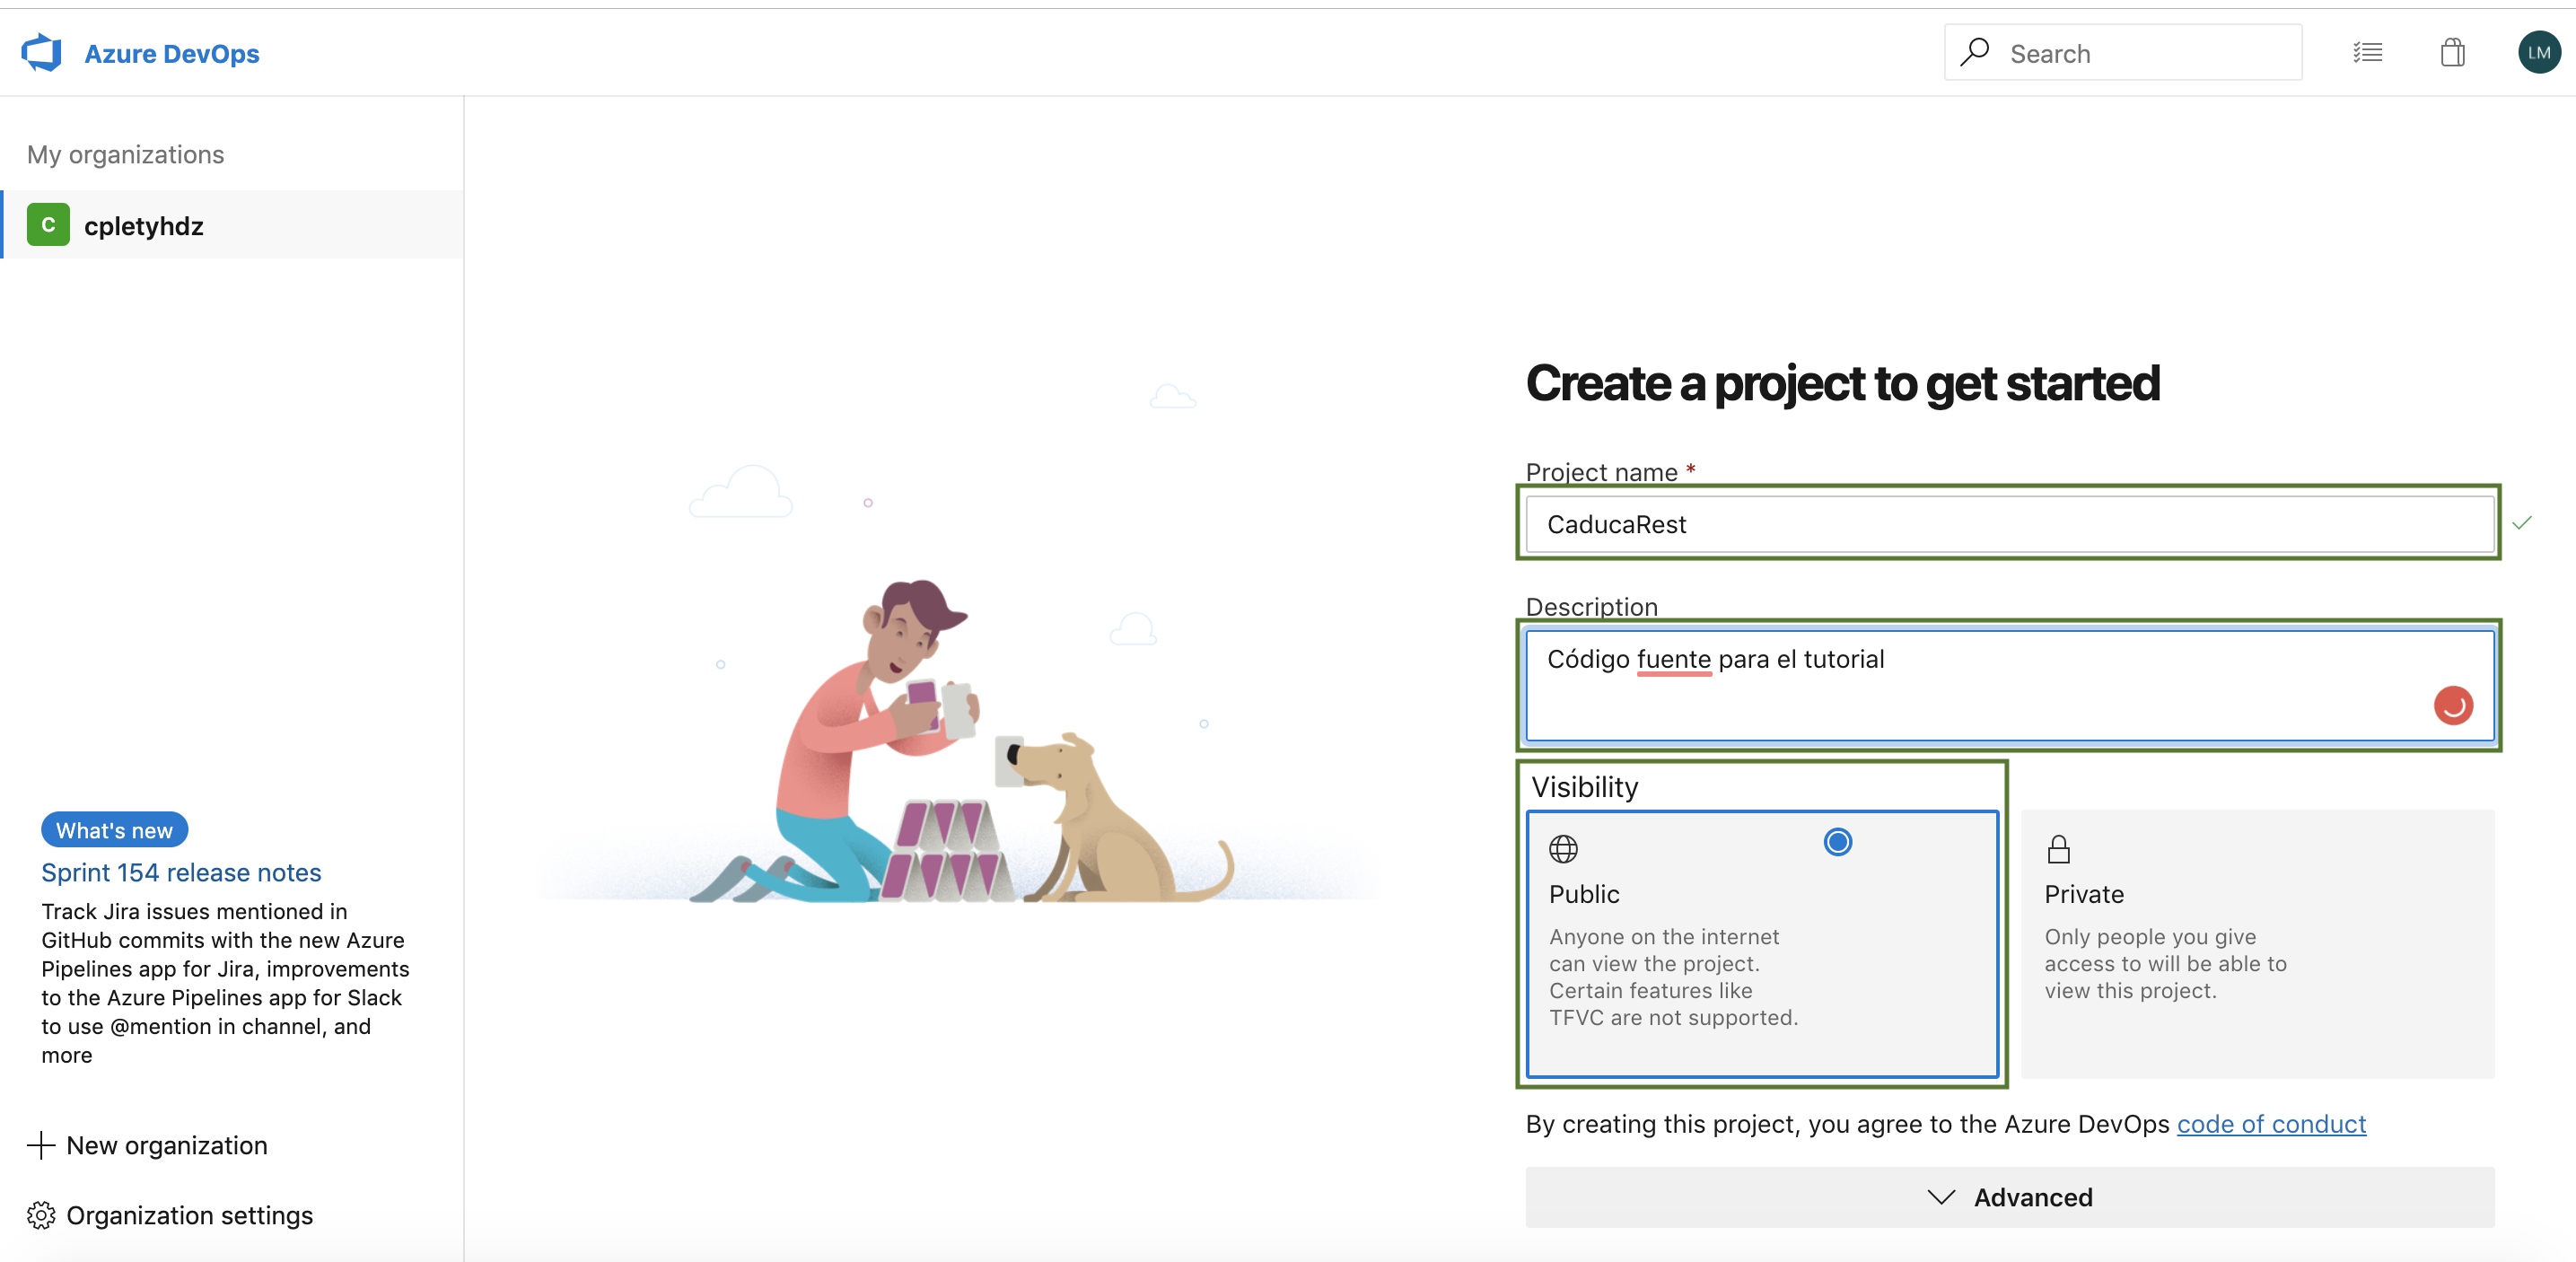 Azure DevOps
Search
LM
My organizations
C cpletyhdz
What's new
Sprint 154 release notes
Track Jira issues mentioned in
GitHub commits with the new Azure
Pipelines app for Jira, improvements
to the Azure Pipelines app for Slack
to use @mention in channel, and
more
New organization
Organization settings
Create a project to get started
Project name *
CaducaRest
Description
Código fuente para el tutorial
Visibility
Public
Anyone on the internet
can view the project.
Certain features like
TFVC are not supported.
Private
Only people you give
access to will be able to
view this project.
By creating this project, you agree to the Azure DevOps code of conduct
Advanced